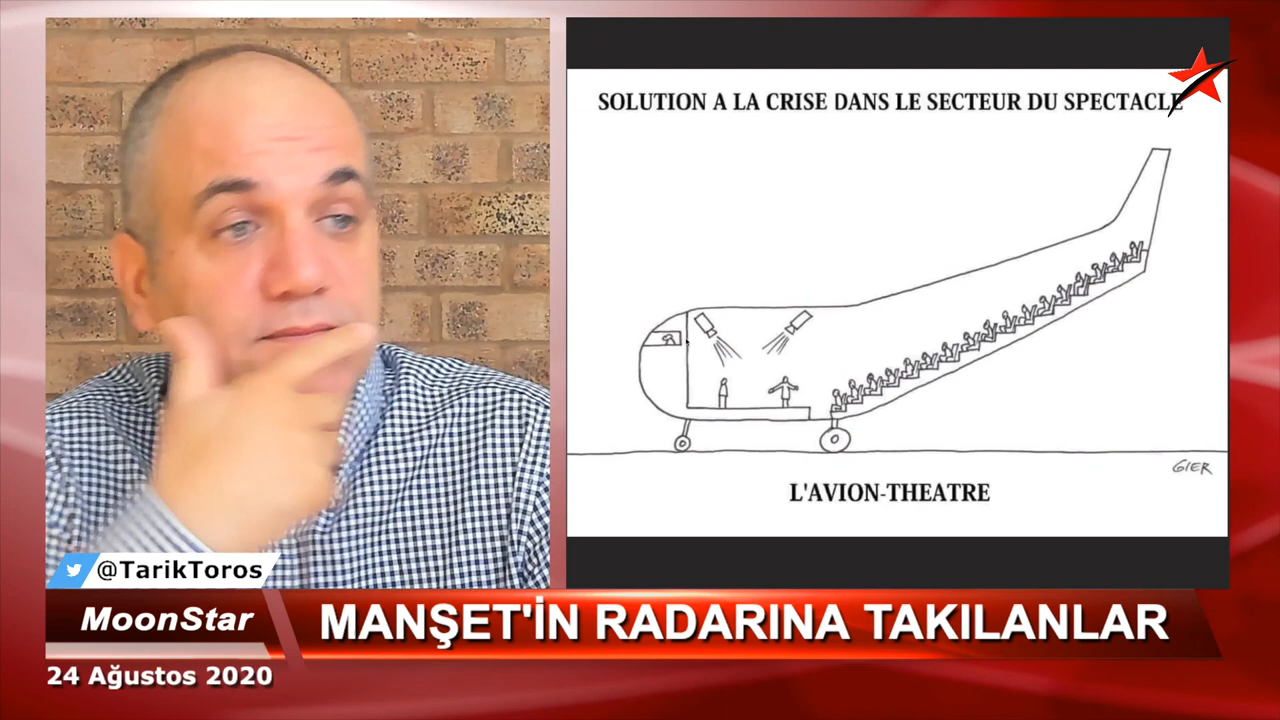 SOLUTION A LA CRISE DANS LE SECTEUR DU SPECTACLE
GIER
L'AVION-THEATRE
@TarikToros
MoonStar
MANŞET'İN RADARINA TAKILANLAR
24 Ağustos 2020